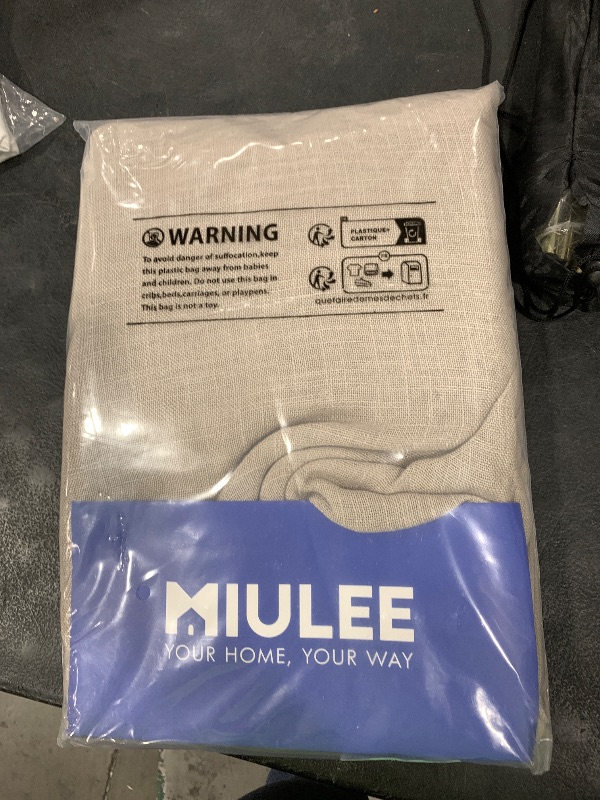 WARNING
To avoid danger of suffocation,keep
this plastic bag away from babies
and children. Do not use this bag in
cribs,beds,carriages, or playpens.
This bag is not a toy.
PLASTIQUE+
CARTON
quefairedemesdechets.fr
MIULEE
YOUR HOME, YOUR WAY